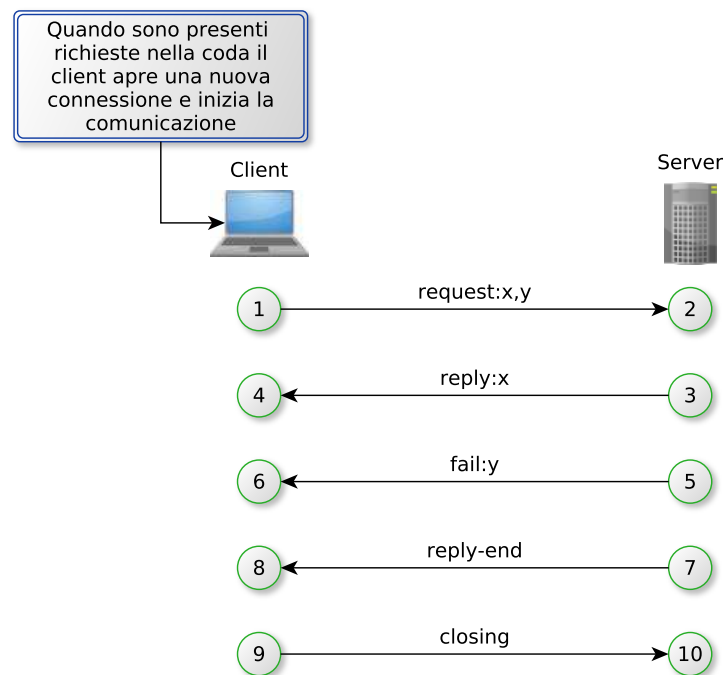 Quando sono presenti
richieste nella coda il
client apre una nuova
connessione e inizia la
comunicazione
Client
Server
1
request:x,y
2
4
reply:x
3
6
fail:y
5
8
reply-end
7
9
closing
10